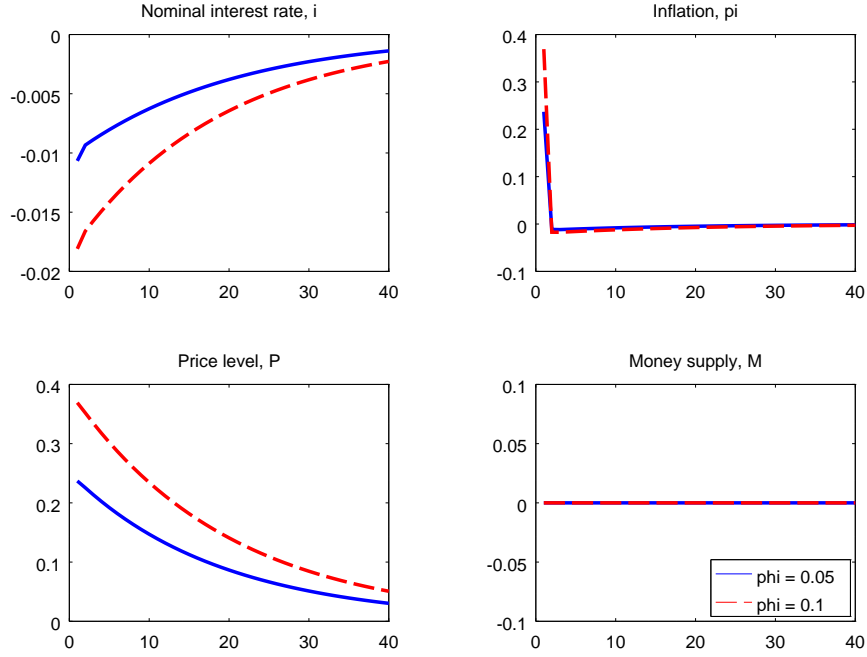 Nominal interest rate, i
0
-0.005
-0.01
-0.015
-0.02
0 10 20 30 40
Inflation, pi
0.4
0.3
0.2
0.1
0
-0.1
0 10 20 30 40
Price level, P
0.4
0.3
0.2
0.1
0
0 10 20 30 40
Money supply, M
0.1
0.05
0
-0.05
-0.1
0 10 20 30 40
phi = 0.05
phi = 0.1